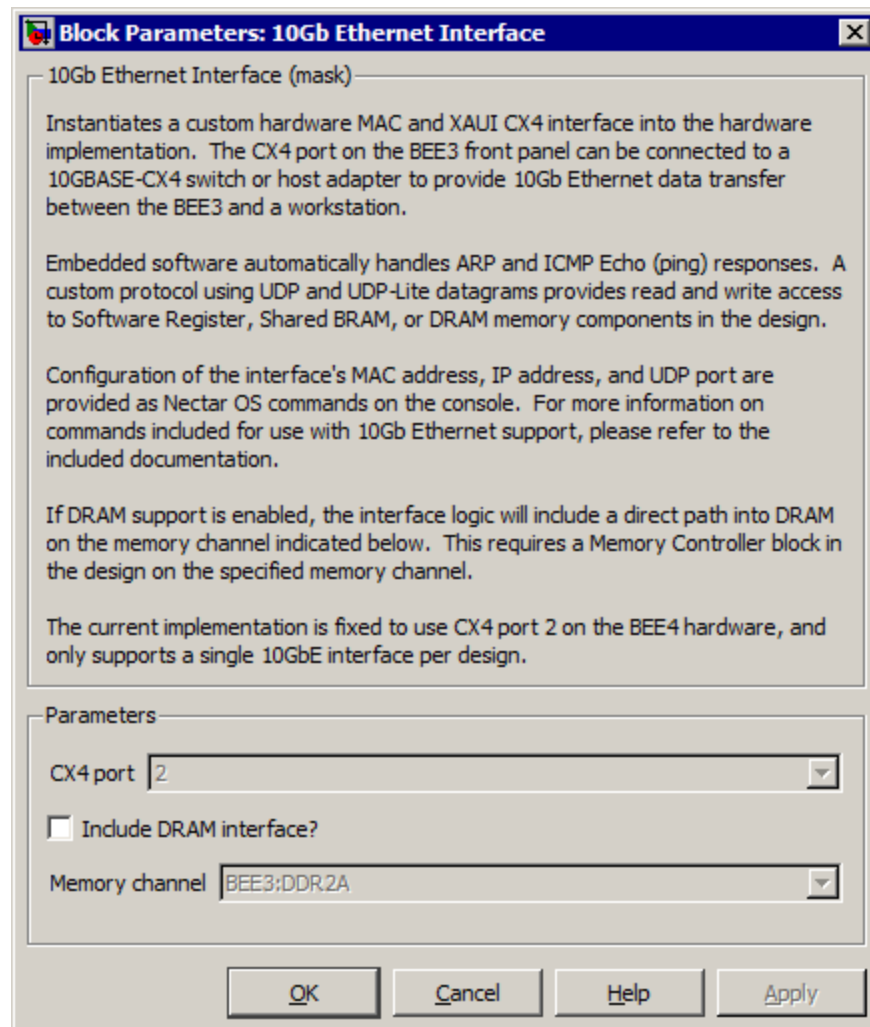 Block Parameters: 10Gb Ethernet Interface
10Gb Ethernet Interface (mask)
Instantiates a custom hardware MAC and XAUI CX4 interface into the hardware
implementation.  The CX4 port on the BEE3 front panel can be connected to a
10GBASE-CX4 switch or host adapter to provide 10Gb Ethernet data transfer
between the BEE3 and a workstation.
Embedded software automatically handles ARP and ICMP Echo (ping) responses.  A
custom protocol using UDP and UDP-Lite datagrams provides read and write access
to Software Register, Shared BRAM, or DRAM memory components in the design.
Configuration of the interface's MAC address, IP address, and UDP port are
provided as Nectar OS commands on the console.  For more information on
commands included for use with 10Gb Ethernet support, please refer to the
included documentation.
If DRAM support is enabled, the interface logic will include a direct path into DRAM
on the memory channel indicated below.  This requires a Memory Controller block in
the design on the specified memory channel.
The current implementation is fixed to use CX4 port 2 on the BEE4 hardware, and
only supports a single 10GbE interface per design.
Parameters
CX4 port 2
Include DRAM interface?
Memory channel BEE3:DDR2A
OK Cancel Help Apply